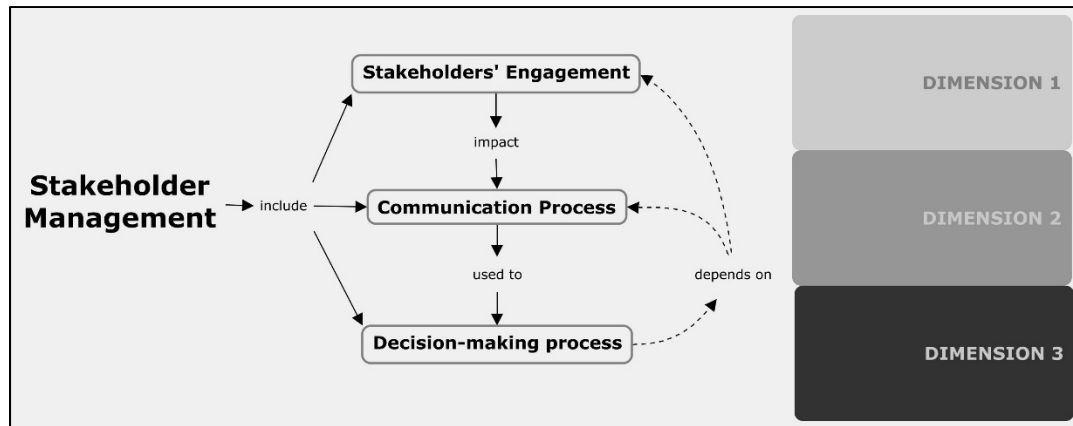 Stakeholders' Engagement
DIMENSION 1
impact
Stakeholder
Management
include
Communication Process
DIMENSION 2
used to
depends on
Decision-making process
DIMENSION 3